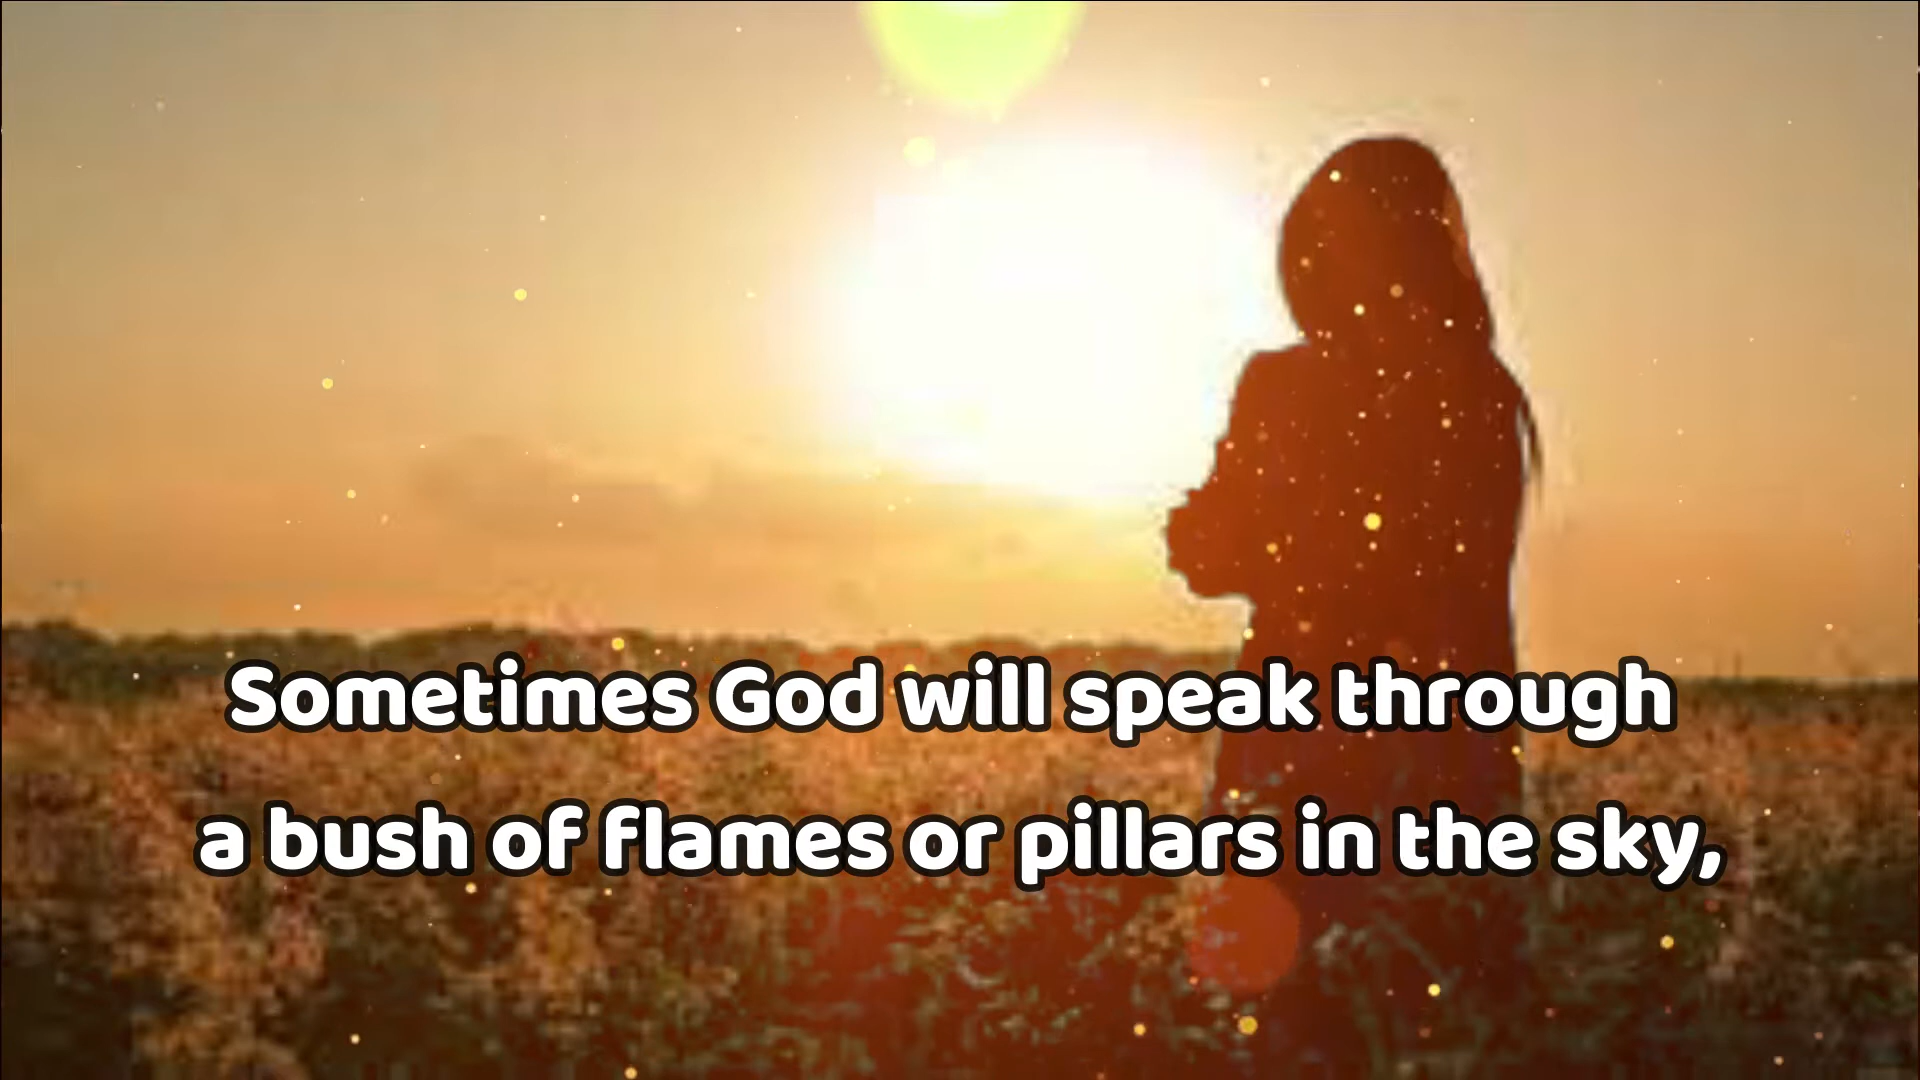 Sometimes God will speak through
a bush of flames or pillars in the sky,